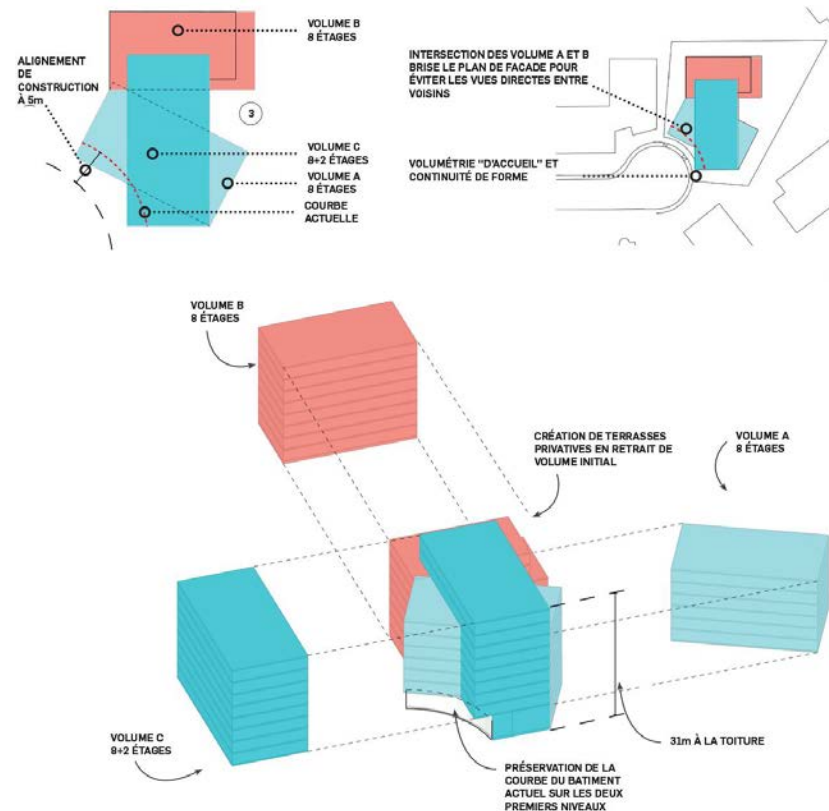 VOLUME B
8 ÉTAGES
ALIGNEMENT
DE
CONSTRUCTION
À 5m
3
VOLUME C
8+2 ÉTAGES
VOLUME A
8 ÉTAGES
COURBE
ACTUELLE
INTERSECTION DES VOLUME A ET B
BRISE LE PLAN DE FACADE POUR
ÉVITER LES VUES DIRECTES ENTRE
VOISINS
VOLUMÉTRIE "D'ACCUEIL" ET
CONTINUITÉ DE FORME
VOLUME B
8 ÉTAGES
CRÉATION DE TERRASSES
PRIVATIVES EN RETRAIT DE
VOLUME INITIAL
VOLUME A
8 ÉTAGES
VOLUME C
8+2 ÉTAGES
31m À LA TOITURE
PRÉSERVATION DE LA
COURBE DU BATIMENT
ACTUEL SUR LES DEUX
PREMIERS NIVEAUX